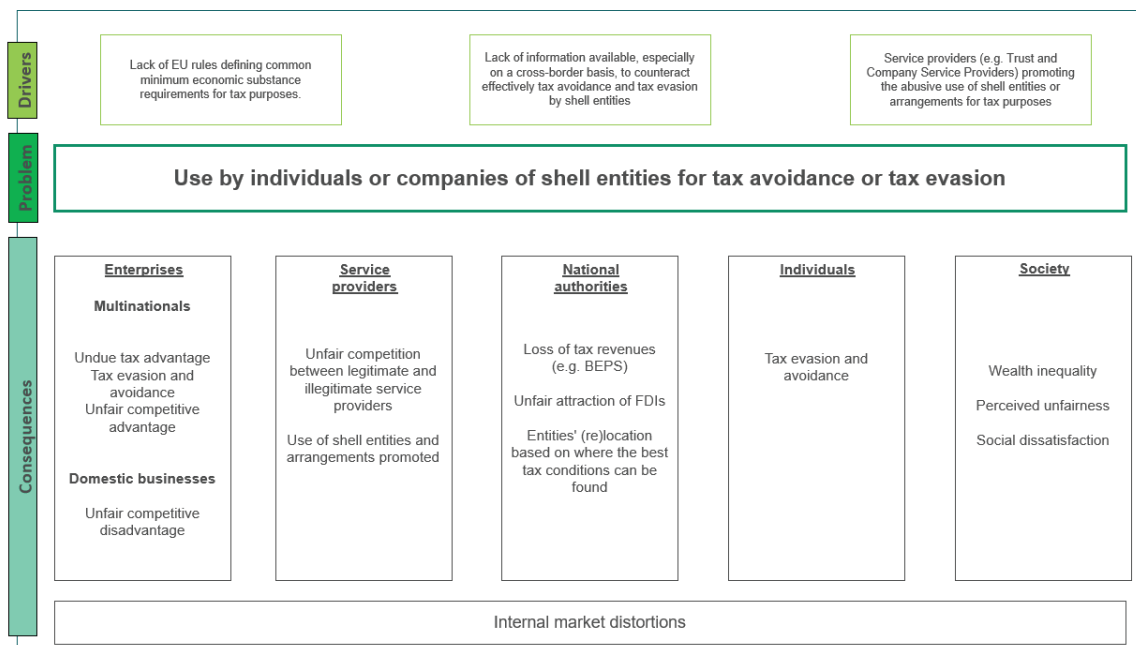 Drivers
Lack of EU rules defining common
minimum economic substance
requirements for tax purposes.
Lack of information available, especially
on a cross-border basis, to counteract
effectively tax avoidance and tax evasion
by shell entities
Service providers (e.g. Trust and
Company Service Providers) promoting
the abusive use of shell entities or
arrangements for tax purposes
Problem
Use by individuals or companies of shell entities for tax avoidance or tax evasion
Consequences
Enterprises
Multinationals
Undue tax advantage
Tax evasion and
avoidance
Unfair competitive
advantage
Domestic businesses
Unfair competitive
disadvantage
Service
providers
Unfair competition
between legitimate and
illegitimate service
providers
Use of shell entities and
arrangements promoted
National
authorities
Loss of tax revenues
(e.g. BEPS)
Unfair attraction of FDIs
Entities' (re)location
based on where the best
tax conditions can be
found
Individuals
Tax evasion and
avoidance
Society
Wealth inequality
Perceived unfairness
Social dissatisfaction
Internal market distortions